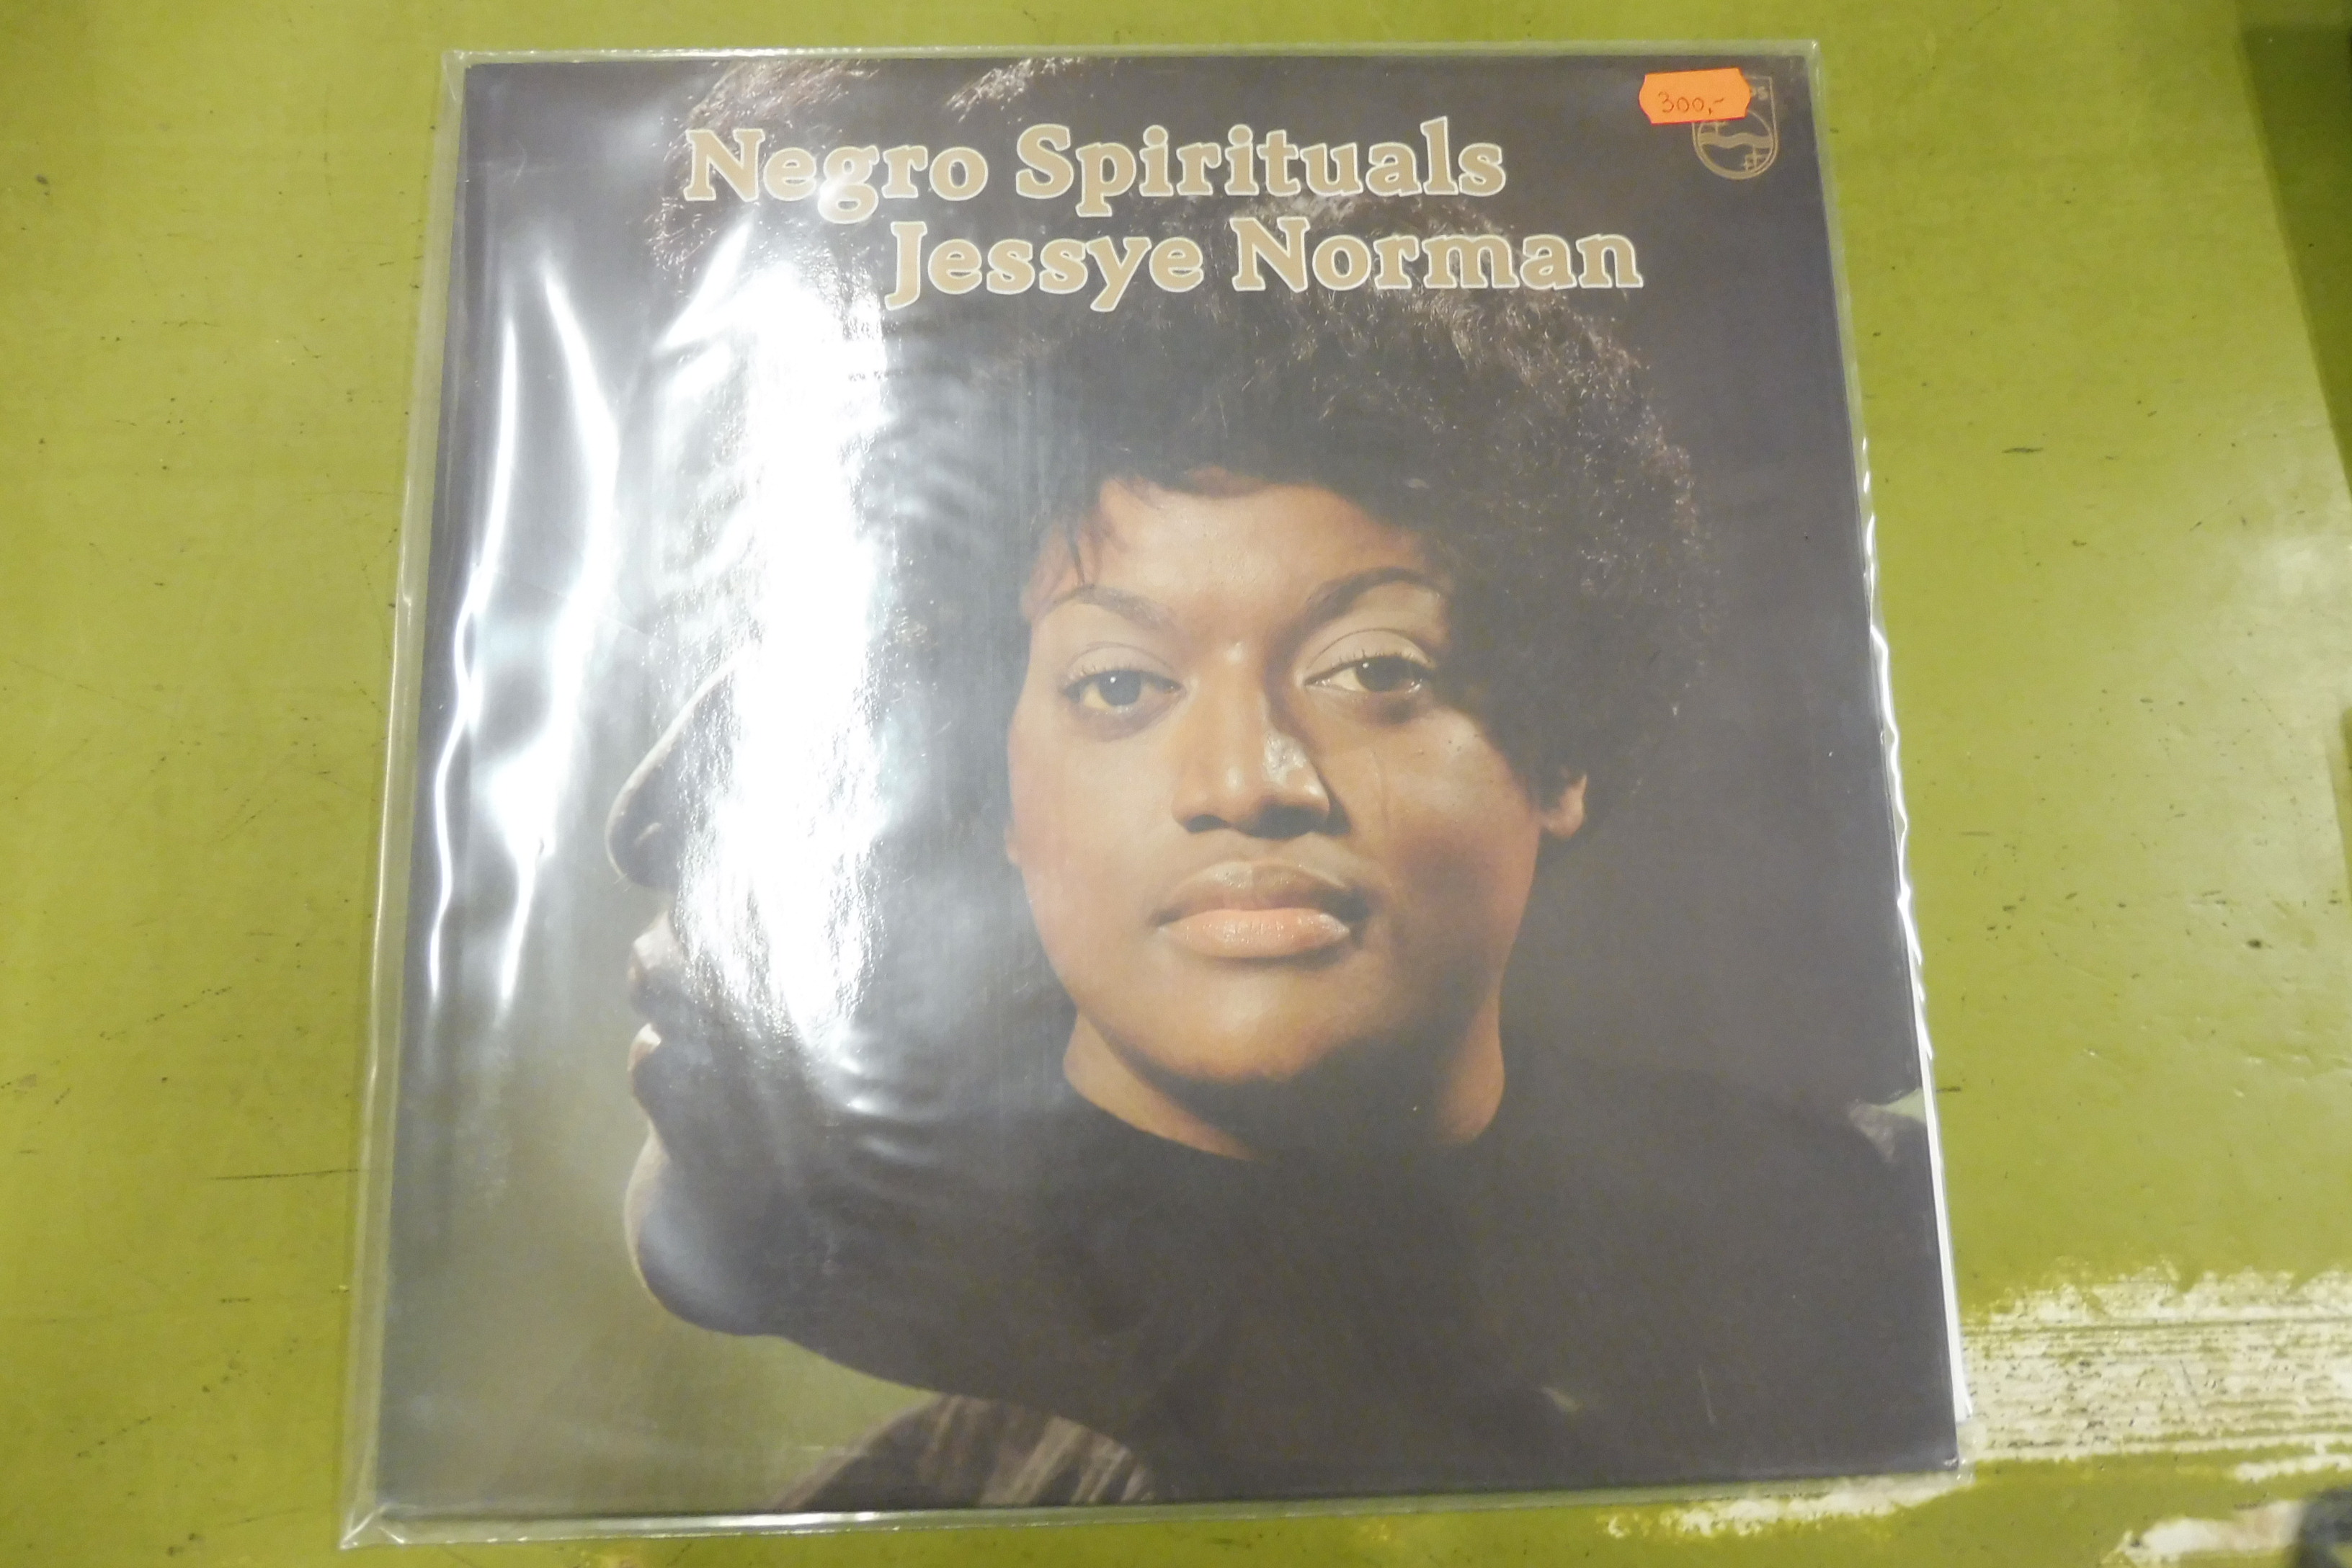 Negro Spirituals
Jessye Norman
300,-